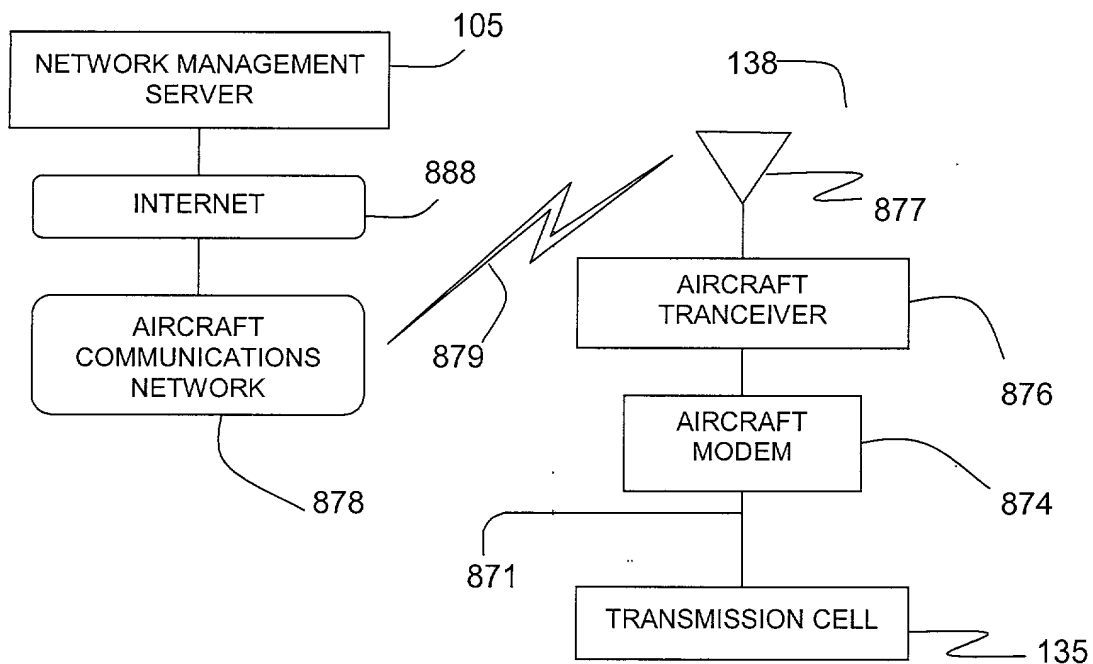 105
NETWORK MANAGEMENT
SERVER
138
INTERNET
888
877
AIRCRAFT
TRANCEIVER
AIRCRAFT
COMMUNICATIONS
NETWORK
879
876
AIRCRAFT
MODEM
878
874
871
TRANSMISSION CELL
135